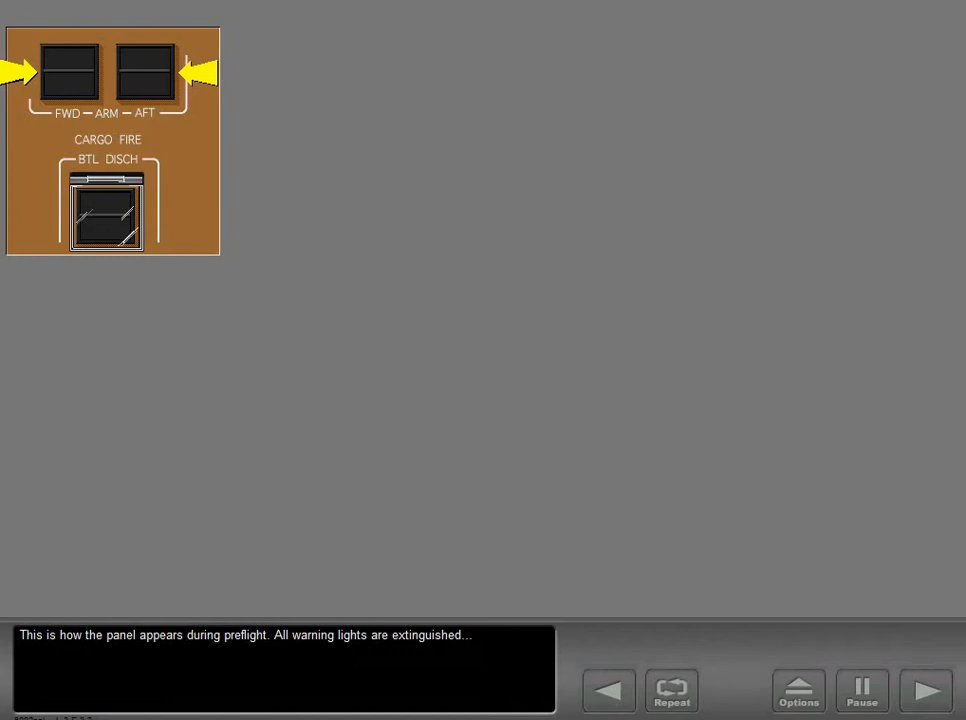 FWD ARM AFT
CARGO FIRE
BTL DISCH
This is how the panel appears during preflight. All warning lights are extinguished...
Repeat
Options
Pause